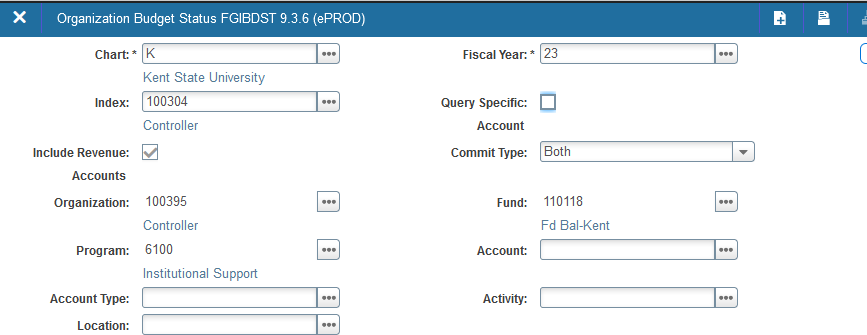 Organization Budget Status FGIBDST 9.3.6 (ePROD)
Chart: * K ... Fiscal Year: * 23 ...
Kent State University
Index: 100304 ... Query Specific:
Controller Account
Include Revenue: Commit Type: Both
Accounts
Organization: 100395 ... Fund: 110118 ...
Controller Fd Bal-Kent
Program: 6100 ... Account: ...
Institutional Support
Account Type: ... Activity: ...
Location: ...